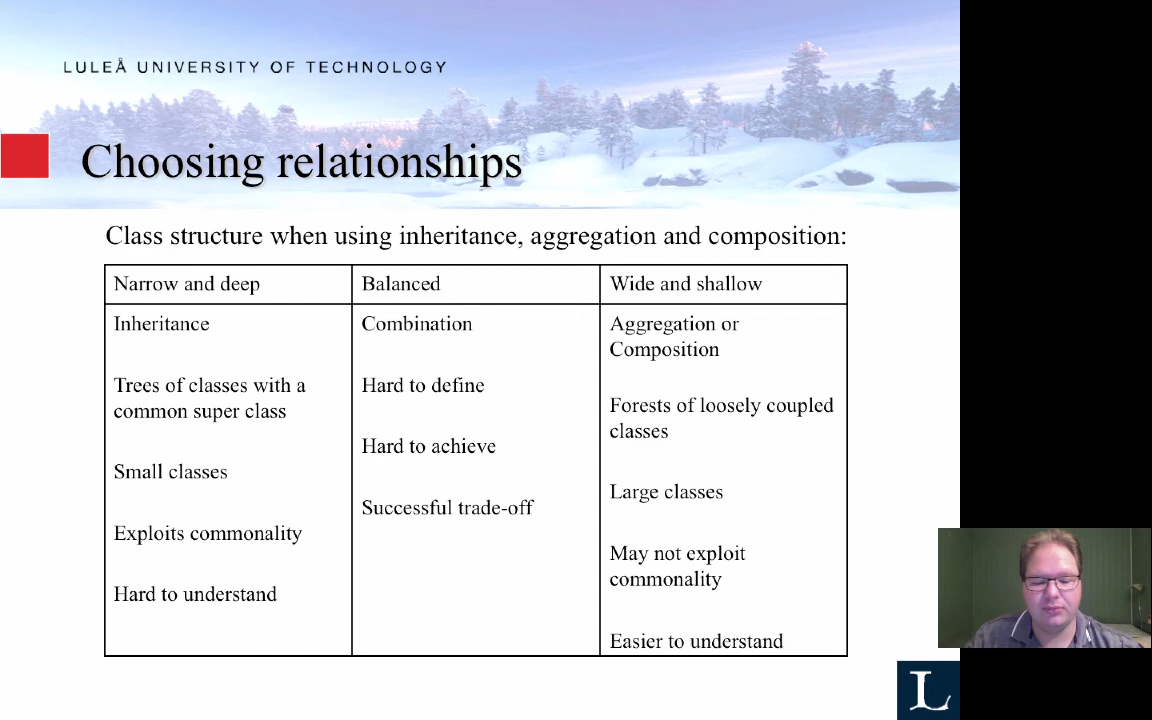 LULEÅ UNIVERSITY OF TECHNOLOGY
Choosing relationships
Class structure when using inheritance, aggregation and composition:
Narrow and deep
Balanced
Wide and shallow
Inheritance
Trees of classes with a
common super class
Small classes
Exploits commonality
Hard to understand
Combination
Hard to define
Hard to achieve
Successful trade-off
Aggregation or
Composition
Forests of loosely coupled
classes
Large classes
May not exploit
commonality
Easier to understand
L